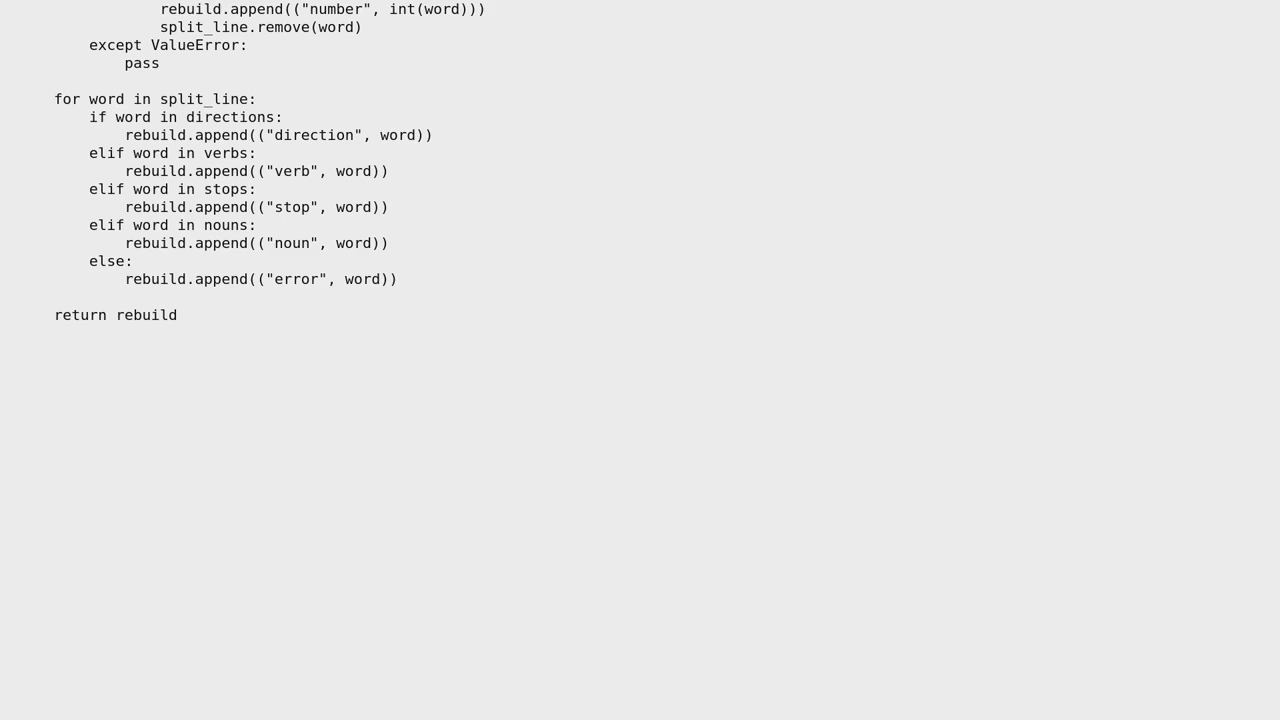 rebuild.append(("number", int(word)))
            split_line.remove(word)
    except ValueError:
        pass

for word in split_line:
    if word in directions:
        rebuild.append(("direction", word))
    elif word in verbs:
        rebuild.append(("verb", word))
    elif word in stops:
        rebuild.append(("stop", word))
    elif word in nouns:
        rebuild.append(("noun", word))
    else:
        rebuild.append(("error", word))

return rebuild